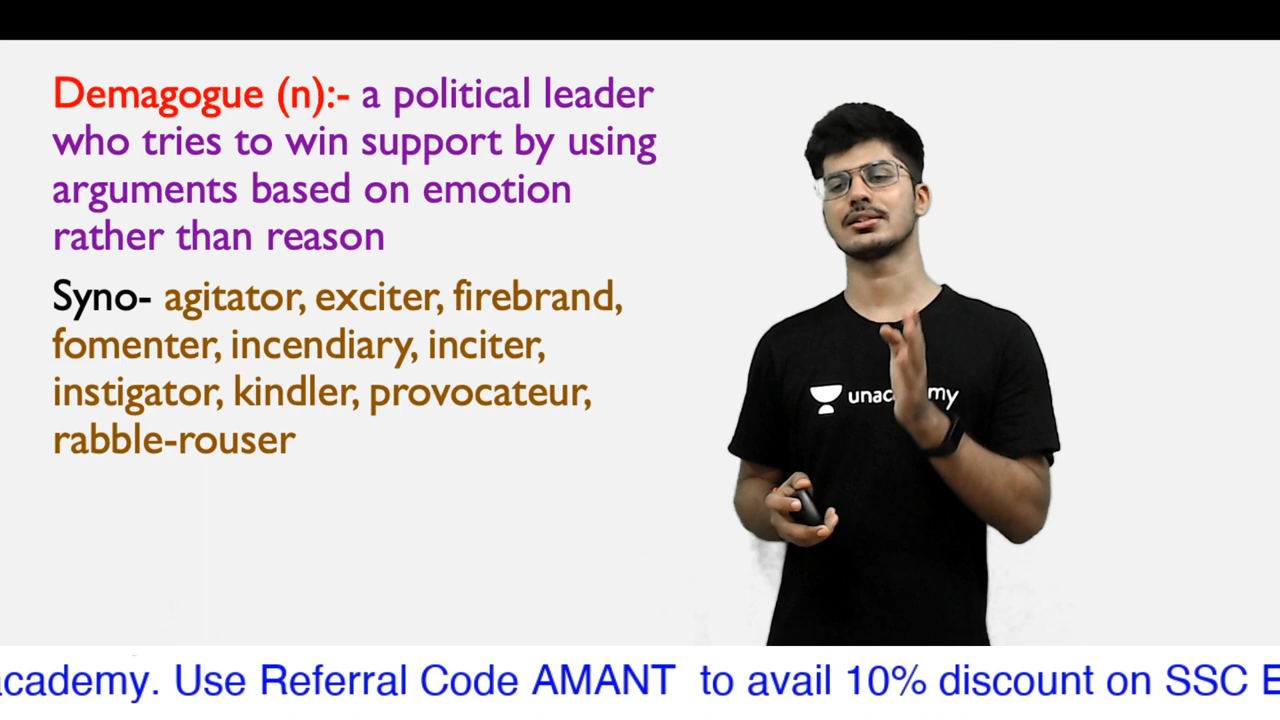 Demagogue (n):- a political leader
who tries to win support by using
arguments based on emotion
rather than reason
Syno- agitator, exciter, firebrand,
fomenter, incendiary, inciter,
instigator, kindler, provocateur,
rabble-rouser
academy. Use Referral Code AMANT to avail 10% discount on SSC E